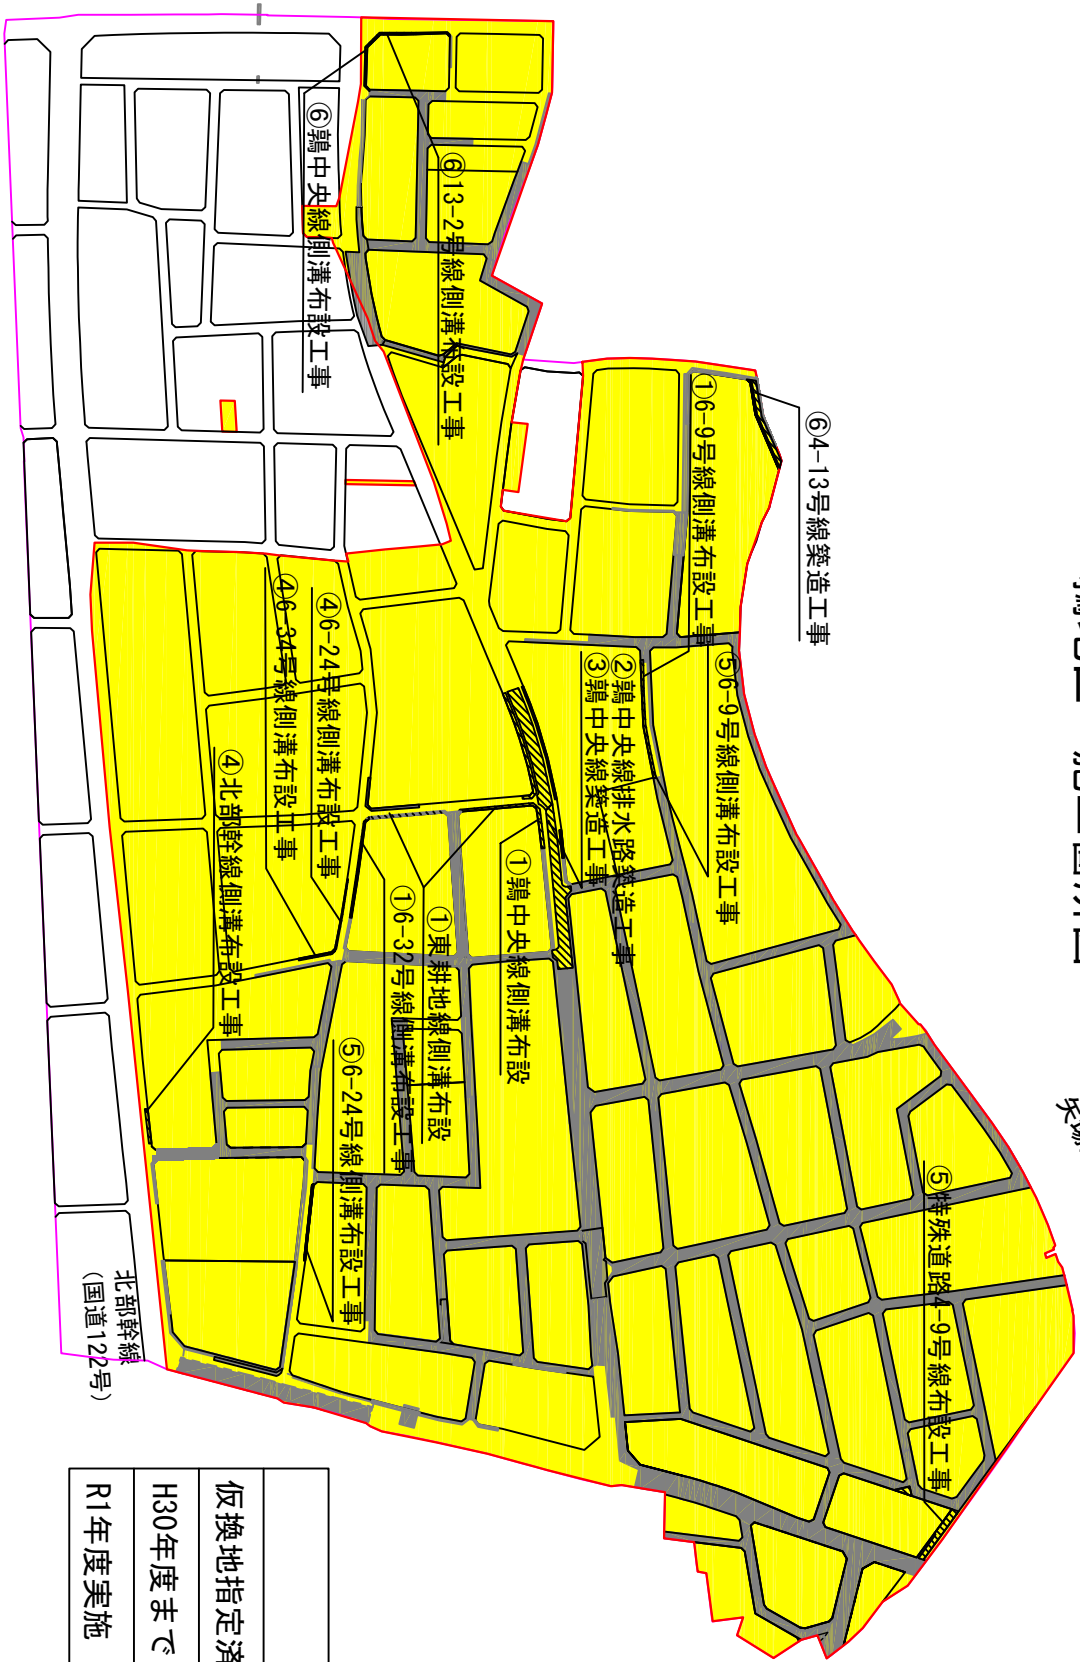 施工箇所図
⑥4-13号線築造工事
①6-9号線側溝布設工事
⑤6-9号線側溝布設工事
②鶉中央線排水路築造工事
③鶉中央線築造工事
⑤特殊道路4-9号線布設工事
⑥13-2号線側溝布設工事
⑥鶉中央線側溝布設工事
①鶉中央線側溝布設
①東耕地線側溝布設
①6-32号線側溝布設工事
④6-24号線側溝布設工事
④6-34号線側溝布設工事
④北部幹線側溝布設工事
⑤6-24号線側溝布設工事
北部幹線
(国道122号)
仮換地指定済
H30年度まで
R1年度実施